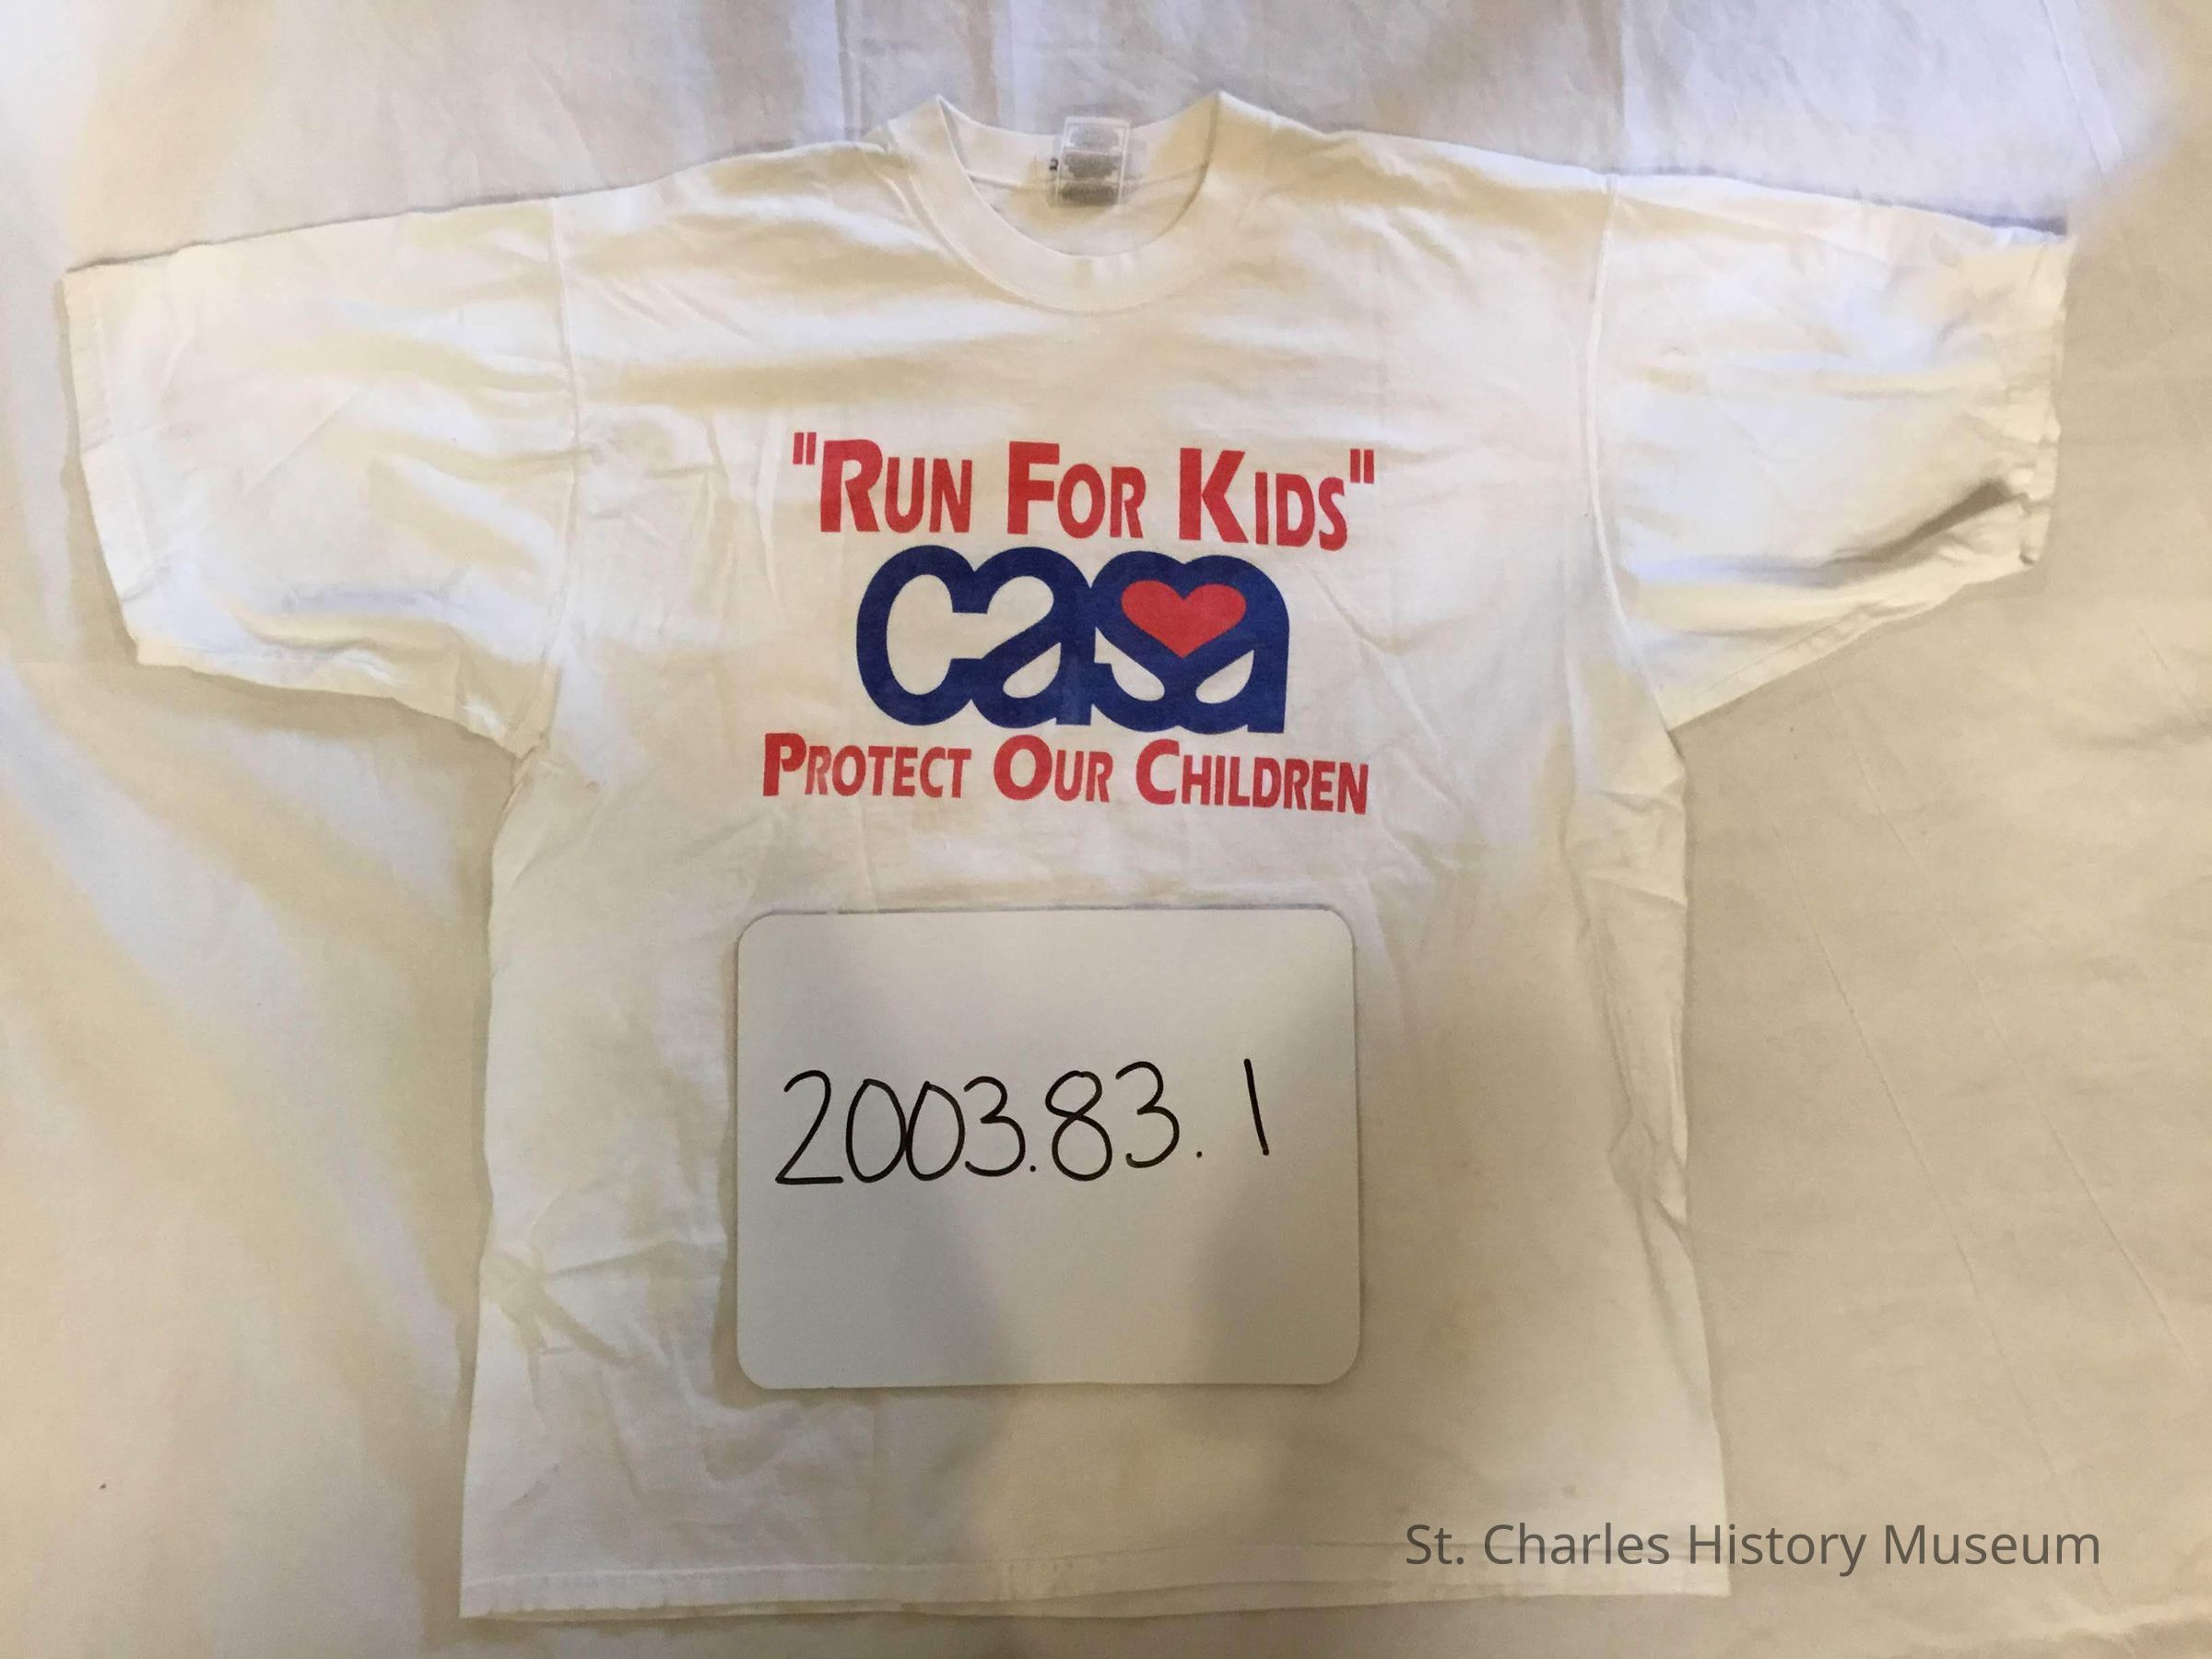 "RUN FOR KIDS"
casa
PROTECT OUR CHILDREN
2003.83.1
St. Charles History Museum